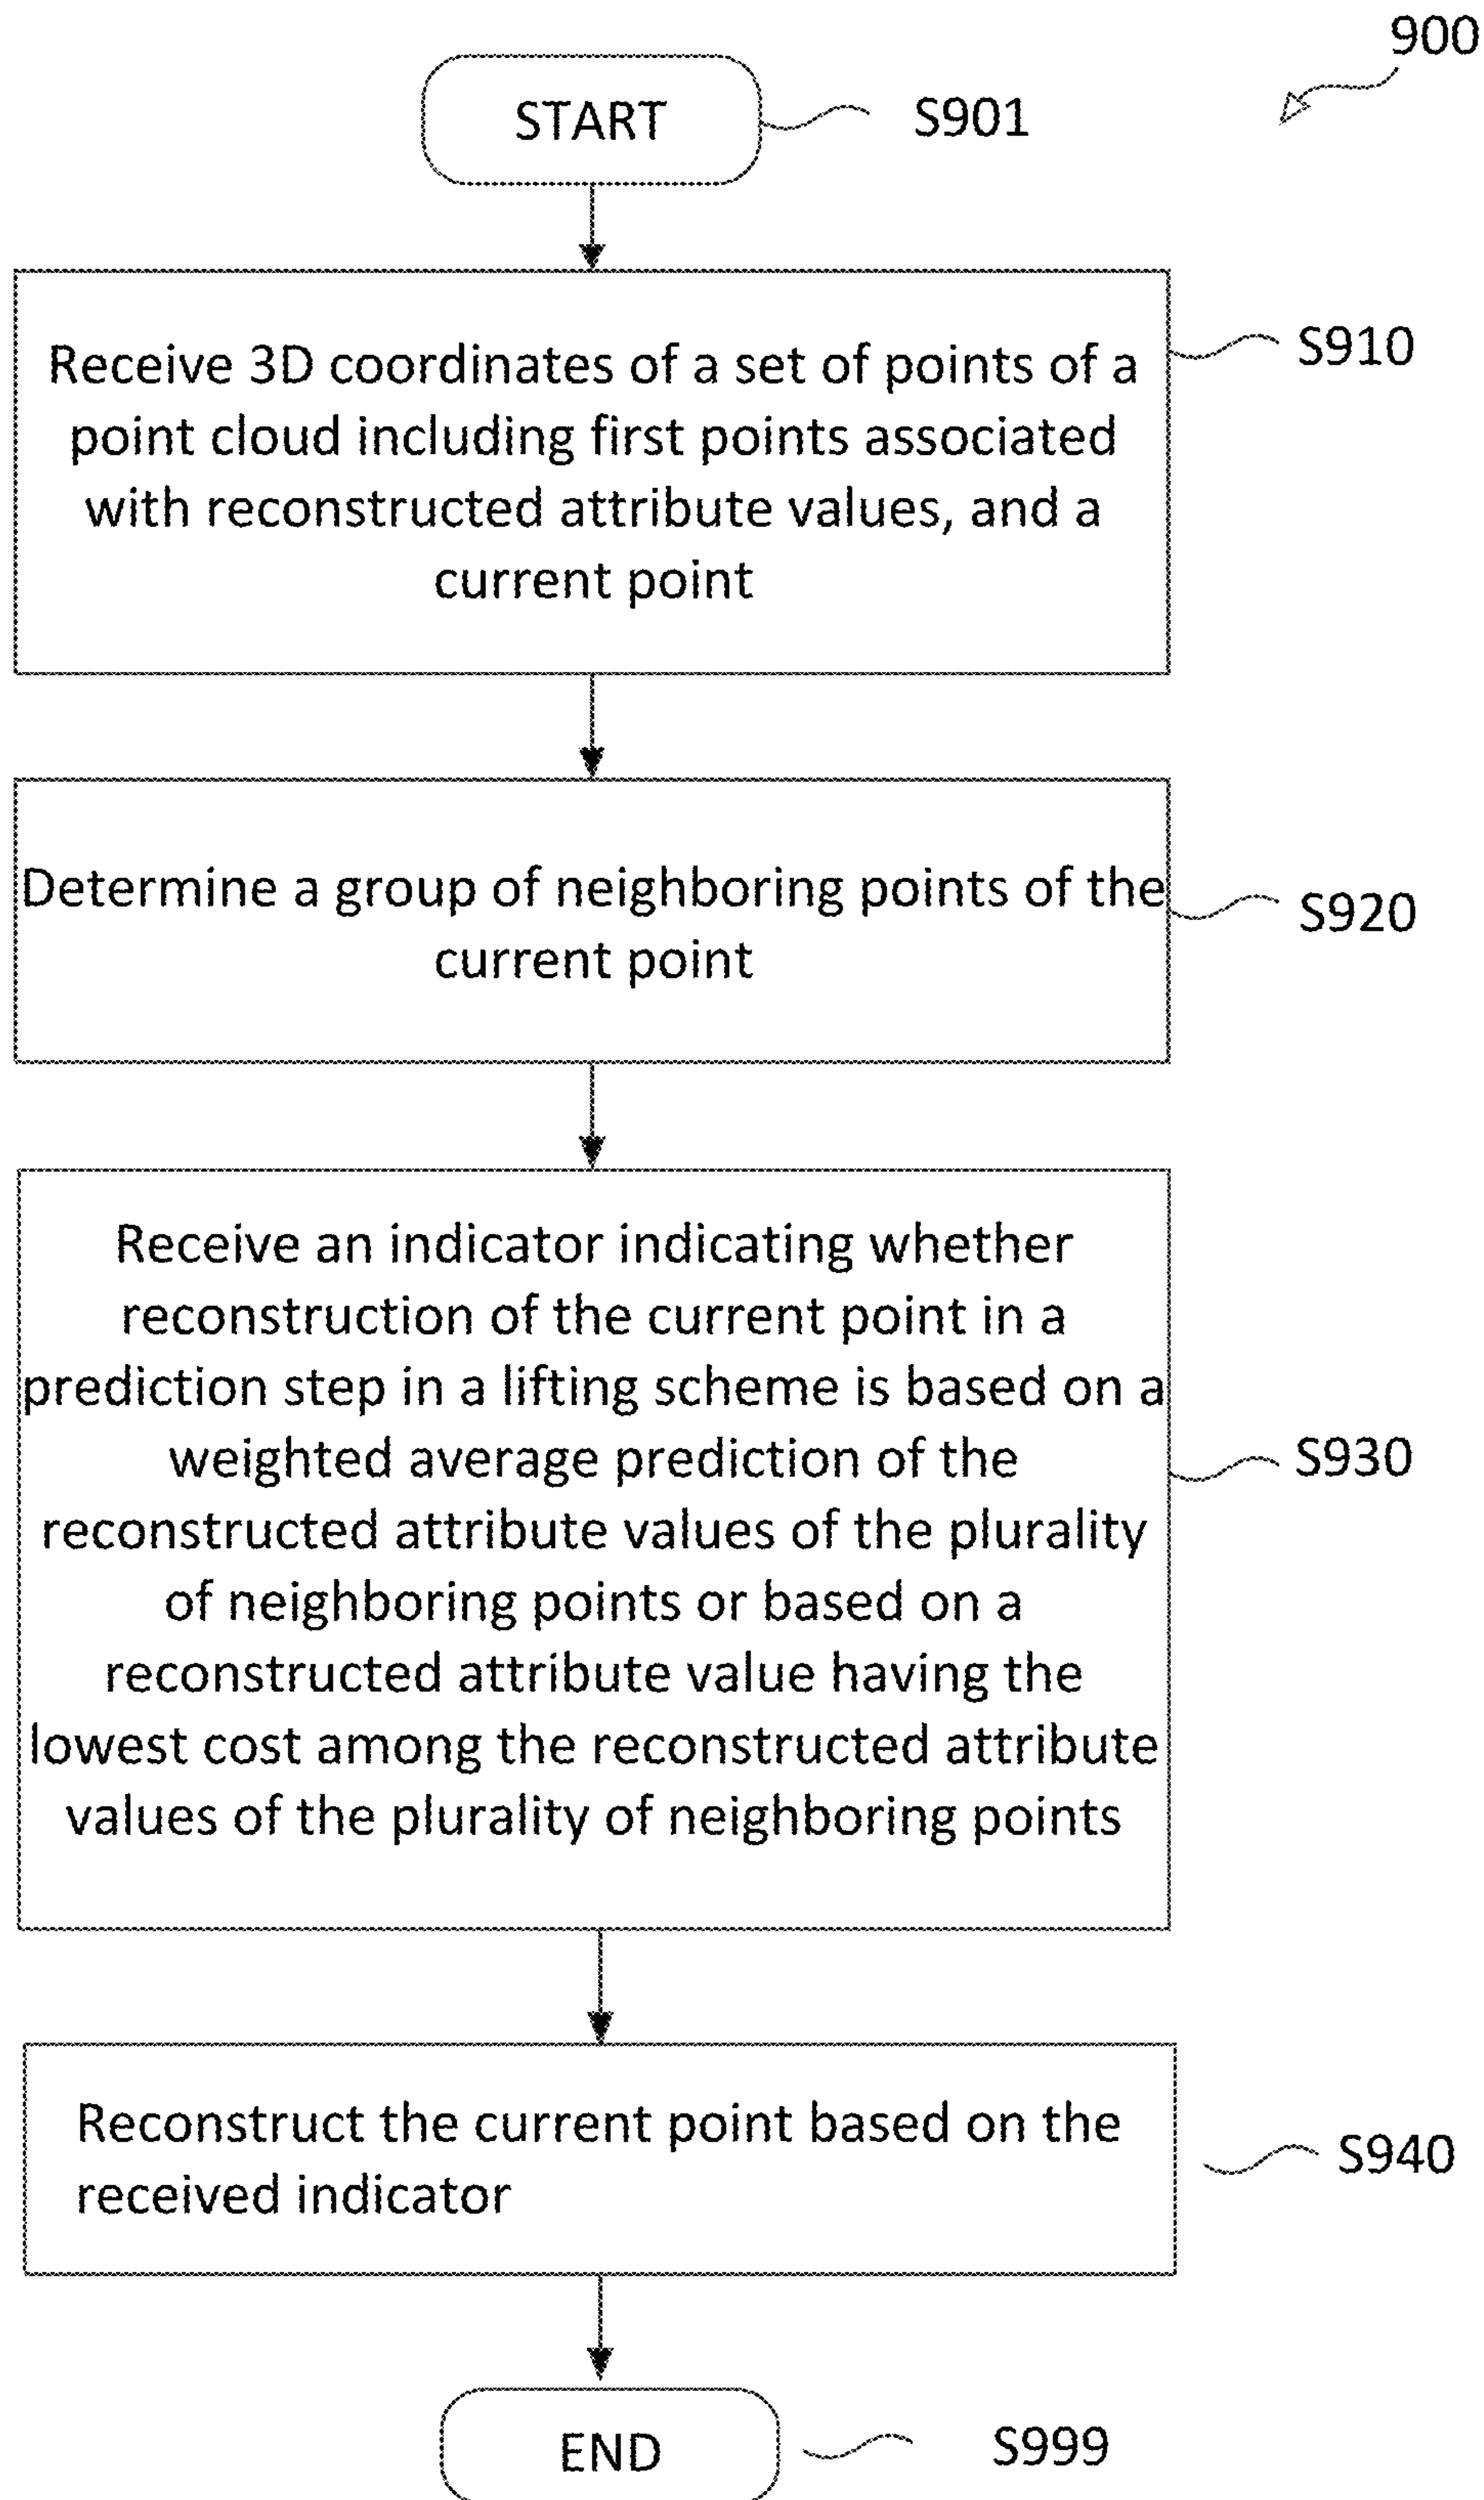 900
START
S901
Receive 3D coordinates of a set of points of a
point cloud including first points associated
with reconstructed attribute values, and a
current point
S910
Determine a group of neighboring points of the
current point
S920
Receive an indicator indicating whether
reconstruction of the current point in a
prediction step in a lifting scheme is based on a
weighted average prediction of the
reconstructed attribute values of the plurality
of neighboring points or based on a
reconstructed attribute value having the
lowest cost among the reconstructed attribute
values of the plurality of neighboring points
S930
Reconstruct the current point based on the
received indicator
S940
END
S999